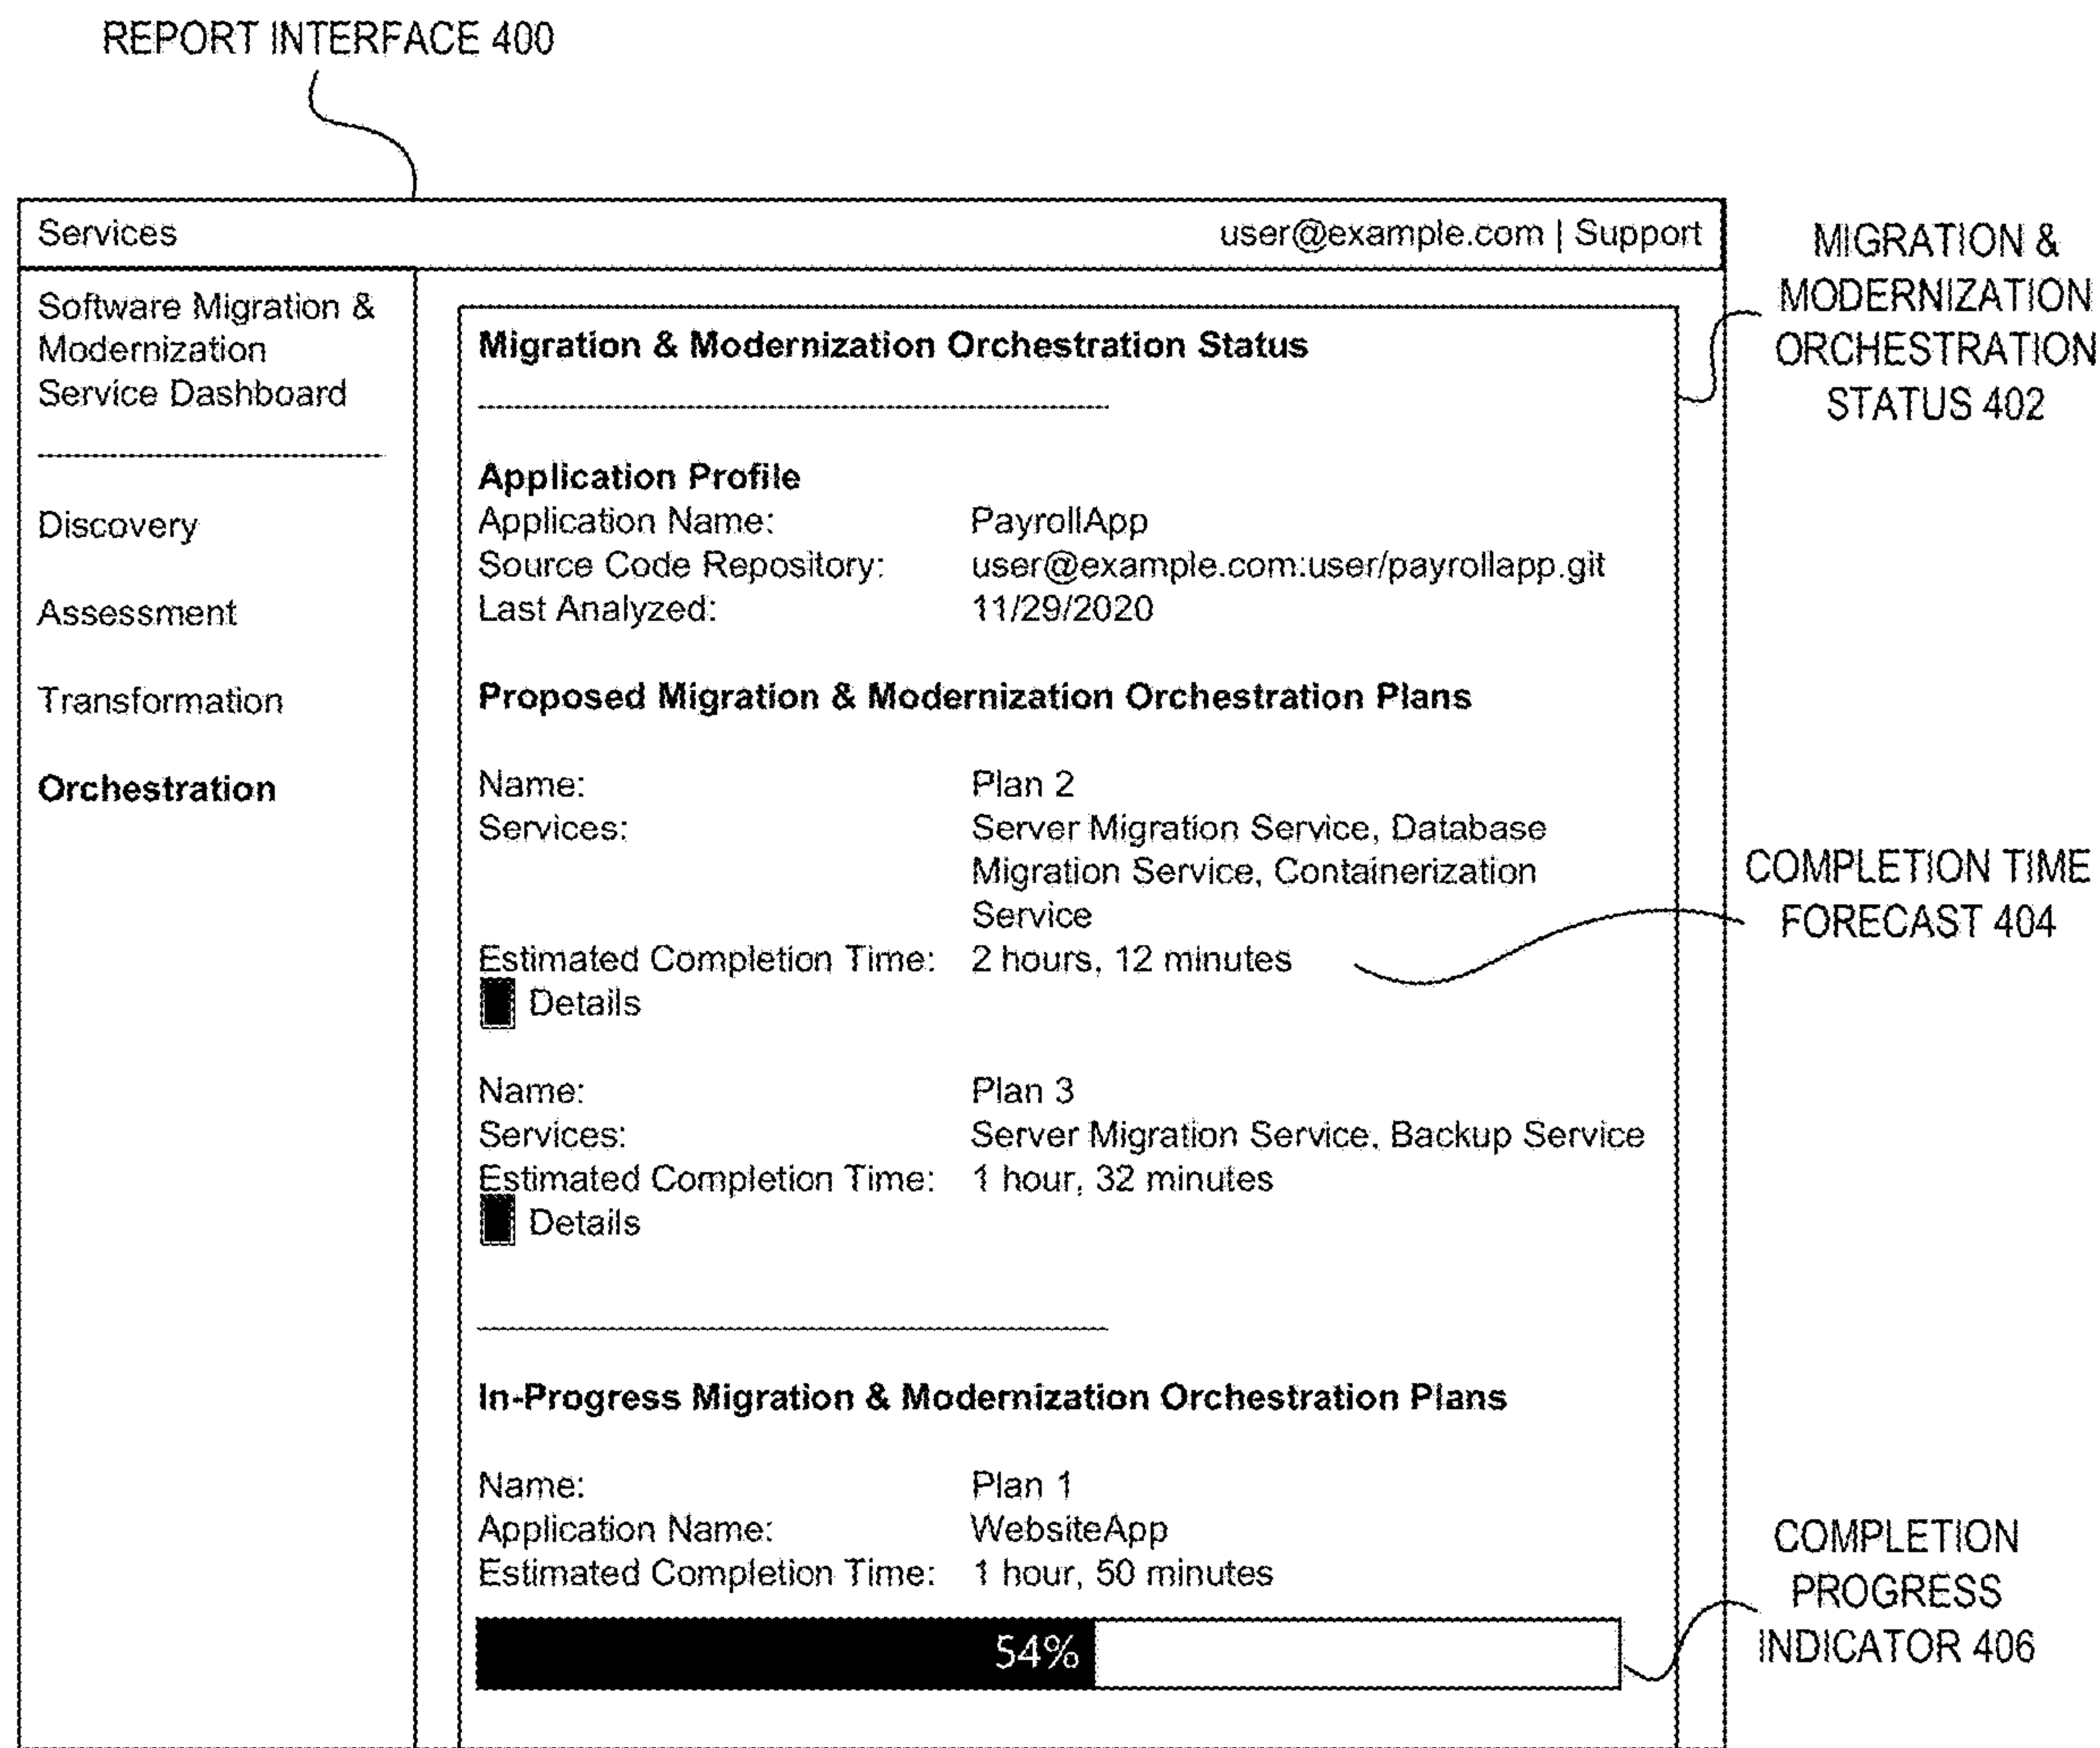 REPORT INTERFACE 400
Services
user@example.com | Support
Software Migration &
Modernization
Service Dashboard
Discovery
Assessment
Transformation
Orchestration
Migration & Modernization Orchestration Status
Application Profile
Application Name: PayrollApp
Source Code Repository: user@example.com:user/payrollapp.git
Last Analyzed: 11/29/2020
Proposed Migration & Modernization Orchestration Plans
Name: Plan 2
Services: Server Migration Service, Database
Migration Service, Containerization
Service
Estimated Completion Time: 2 hours, 12 minutes
Details
Name: Plan 3
Services: Server Migration Service, Backup Service
Estimated Completion Time: 1 hour, 32 minutes
Details
In-Progress Migration & Modernization Orchestration Plans
Name: Plan 1
Application Name: WebsiteApp
Estimated Completion Time: 1 hour, 50 minutes
54%
MIGRATION &
MODERNIZATION
ORCHESTRATION
STATUS 402
COMPLETION TIME
FORECAST 404
COMPLETION
PROGRESS
INDICATOR 406